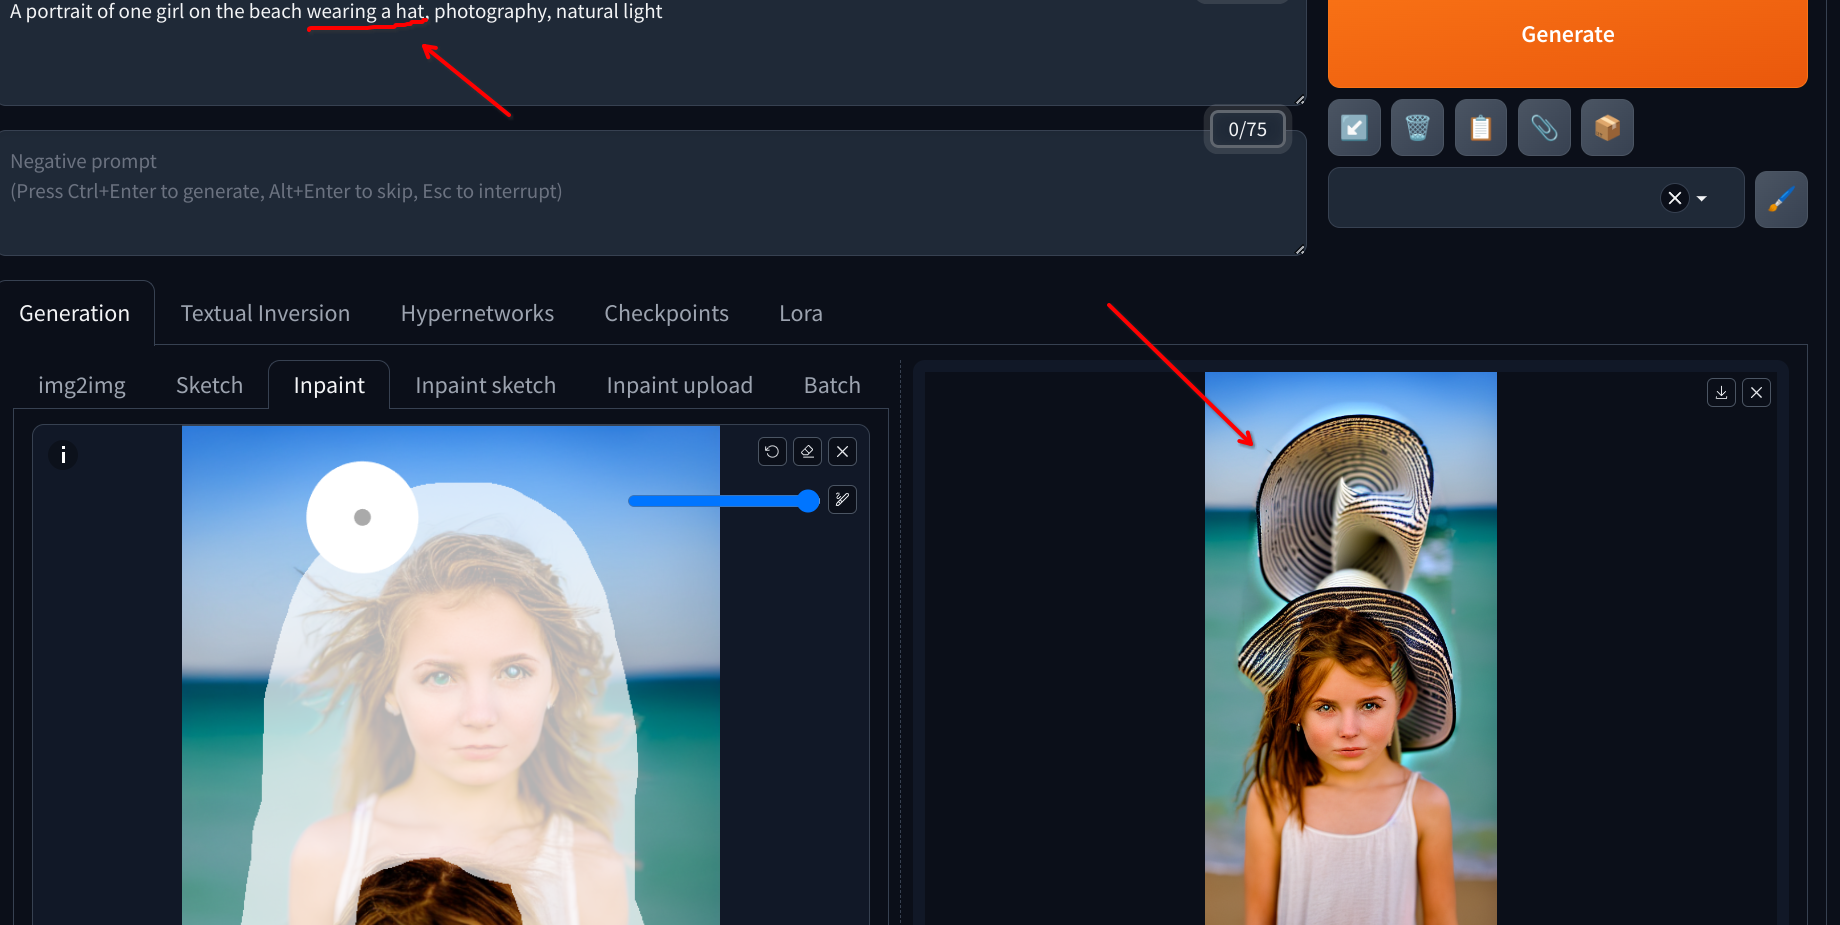 A portrait of one girl on the beach wearing a hat, photography, natural light
Generate
0/75
Negative prompt
(Press Ctrl+Enter to generate, Alt+Enter to skip, Esc to interrupt)
Generation Textual Inversion Hypernetworks Checkpoints Lora
img2img Sketch Inpaint Inpaint sketch Inpaint upload Batch
i